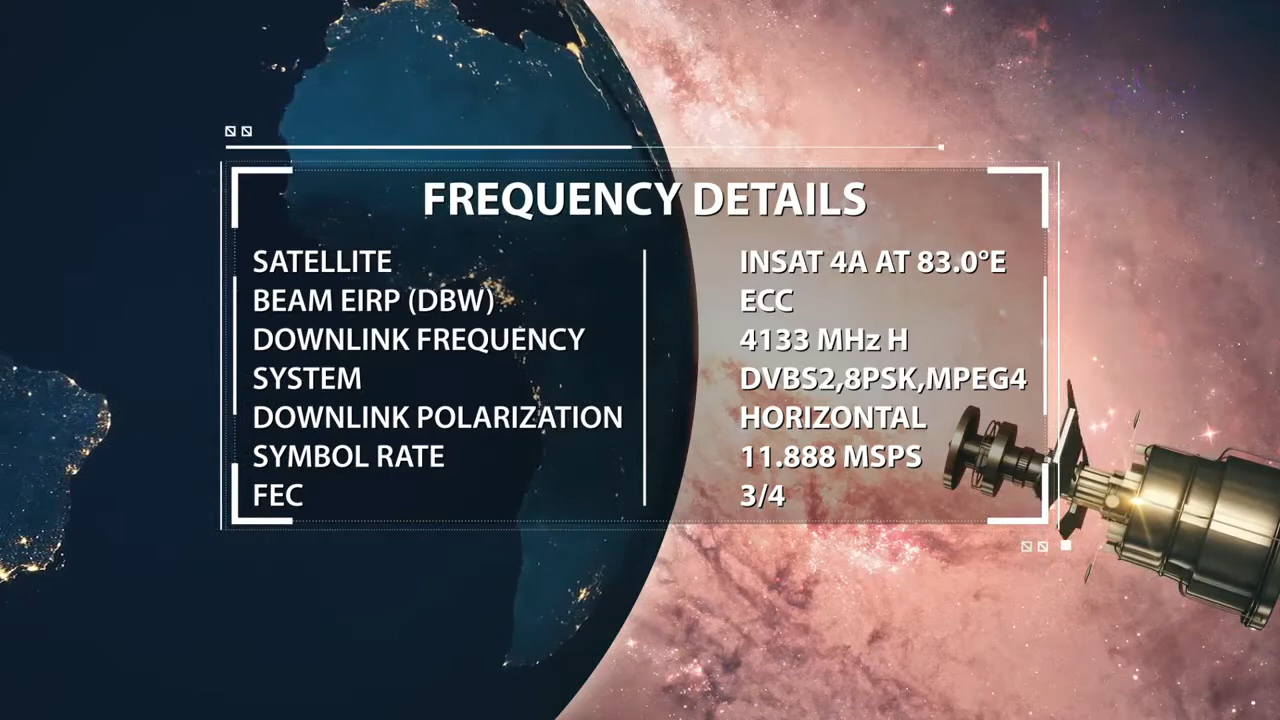 FREQUENCY DETAILS
SATELLITE INSAT 4A AT 83.0°E
BEAM EIRP (DBW) ECC
DOWNLINK FREQUENCY 4133 MHz H
SYSTEM DVBS2,8PSK,MPEG4
DOWNLINK POLARIZATION HORIZONTAL
SYMBOL RATE 11.888 MSPS
FEC 3/4